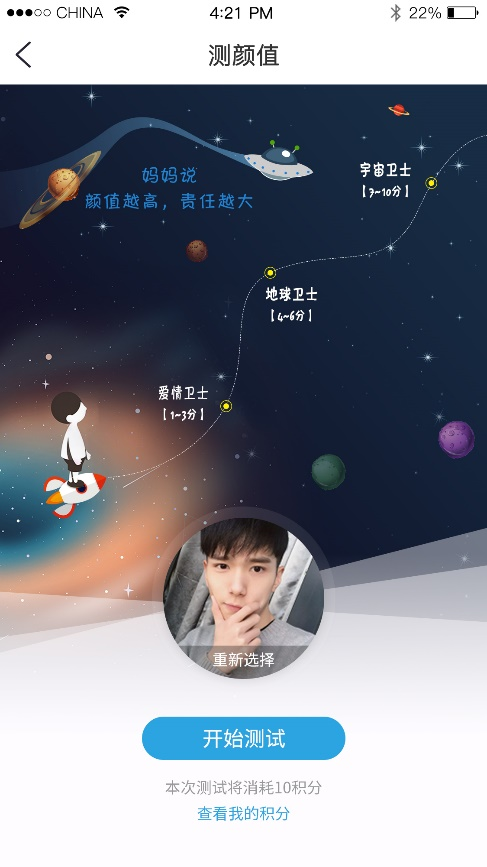 CHINA
4:21 PM
22%
测颜值
妈妈说
颜值越高，责任越大
宇宙卫士
【7~10分】
地球卫士
【4~6分】
爱情卫士
【1~3分】
重新选择
开始测试
本次测试将消耗10积分
查看我的积分